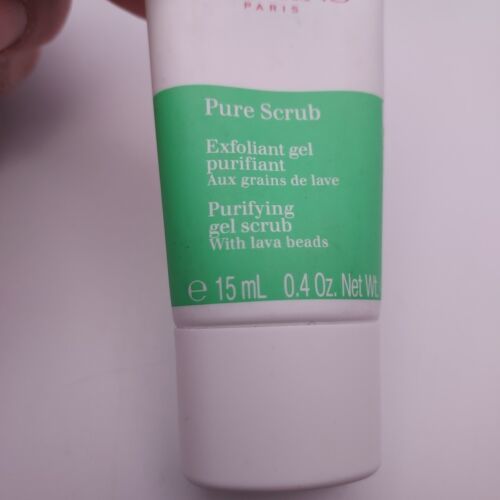 PARIS
Pure Scrub
Exfoliant gel
purifiant
Aux grains de lave
Purifying
gel scrub
With lava beads
℮ 15 mL 0.4 Oz. Net Wt.